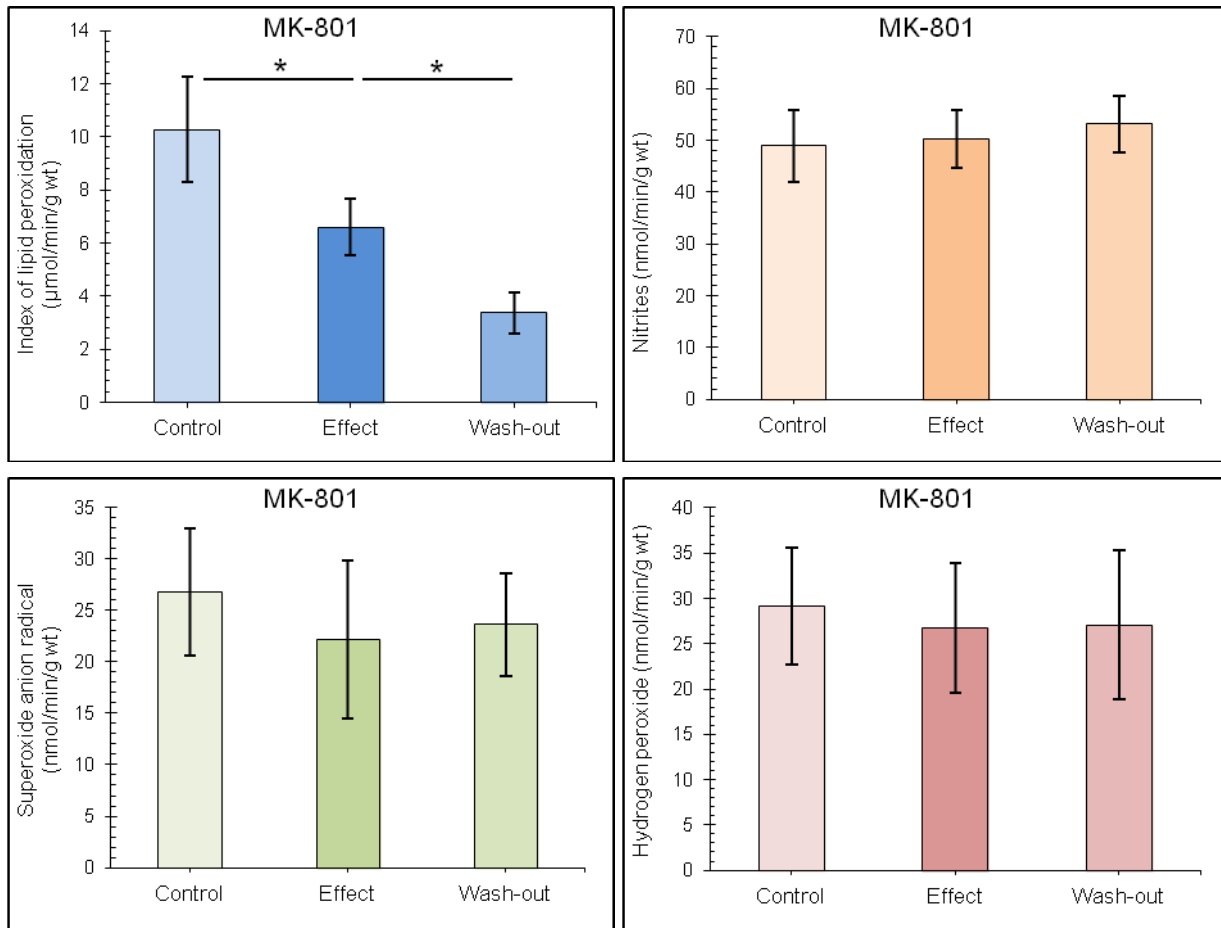 MK-801
* *
14
12
10
8
6
4
2
0
Index of lipid peroxidation
(µmol/min/g wt)
Control Effect Wash-out
MK-801
70
60
50
40
30
20
10
0
Nitrites (nmol/min/g wt)
Control Effect Wash-out
MK-801
35
30
25
20
15
10
5
0
Superoxide anion radical
(nmol/min/g wt)
Control Effect Wash-out
MK-801
40
35
30
25
20
15
10
5
0
Hydrogen peroxide (nmol/min/g wt)
Control Effect Wash-out